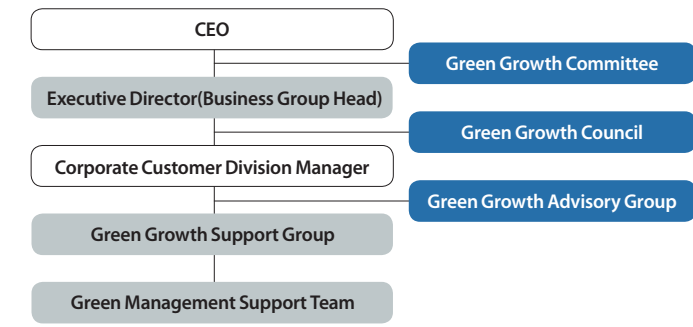 CEO
Green Growth Committee
Executive Director(Business Group Head)
Green Growth Council
Corporate Customer Division Manager
Green Growth Advisory Group
Green Growth Support Group
Green Management Support Team